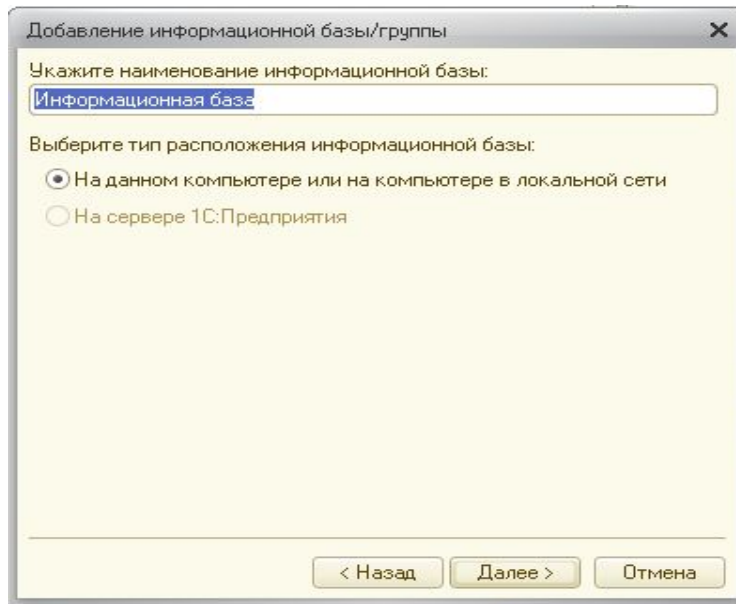 Добавление информационной базы/группы
Укажите наименование информационной базы:
Информационная база
Выберите тип расположения информационной базы:
На данном компьютере или на компьютере в локальной сети
На сервере 1С:Предприятия
< Назад Далее > Отмена